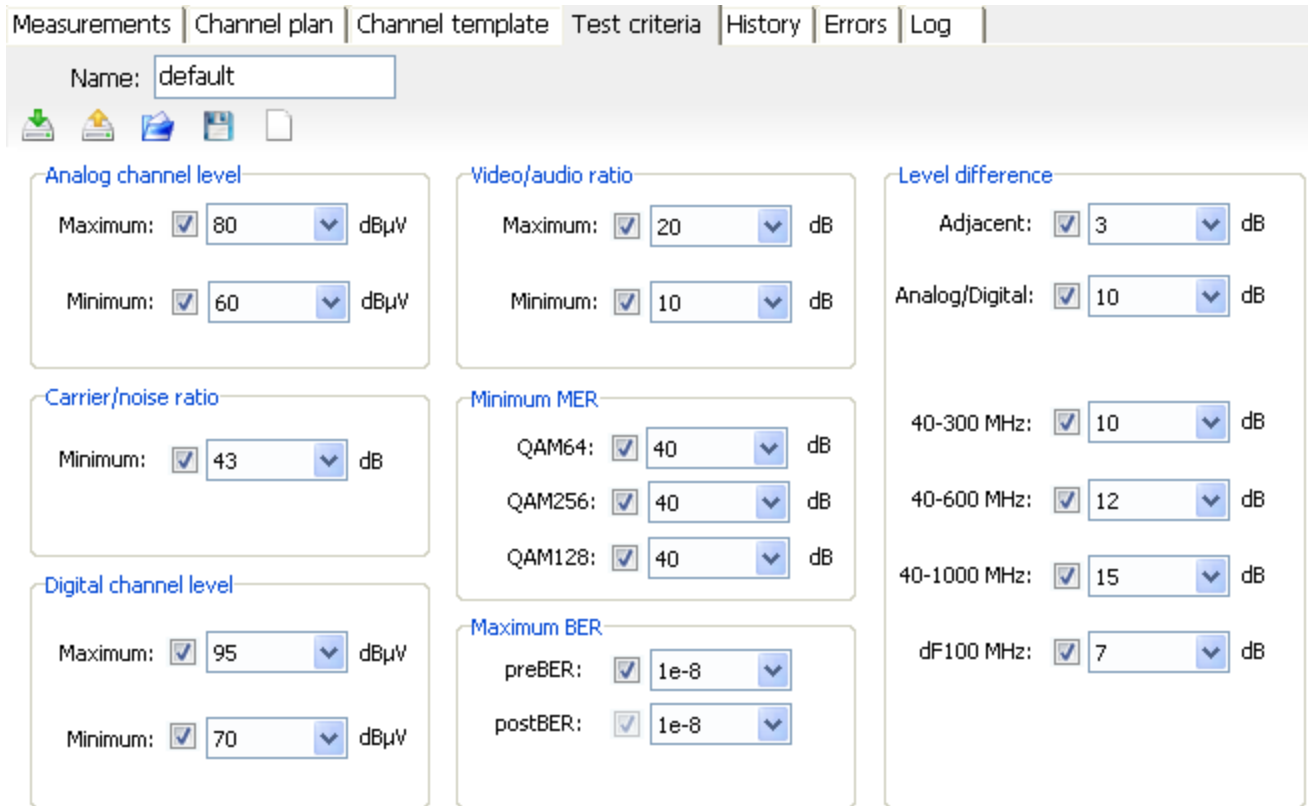 Measurements Channel plan Channel template Test criteria History Errors Log
Name: default
Analog channel level
Maximum: 80 dBµV
Minimum: 60 dBµV
Carrier/noise ratio
Minimum: 43 dB
Digital channel level
Maximum: 95 dBµV
Minimum: 70 dBµV
Video/audio ratio
Maximum: 20 dB
Minimum: 10 dB
Minimum MER
QAM64: 40 dB
QAM256: 40 dB
QAM128: 40 dB
Maximum BER
preBER: 1e-8
postBER: 1e-8
Level difference
Adjacent: 3 dB
Analog/Digital: 10 dB
40-300 MHz: 10 dB
40-600 MHz: 12 dB
40-1000 MHz: 15 dB
dF100 MHz: 7 dB